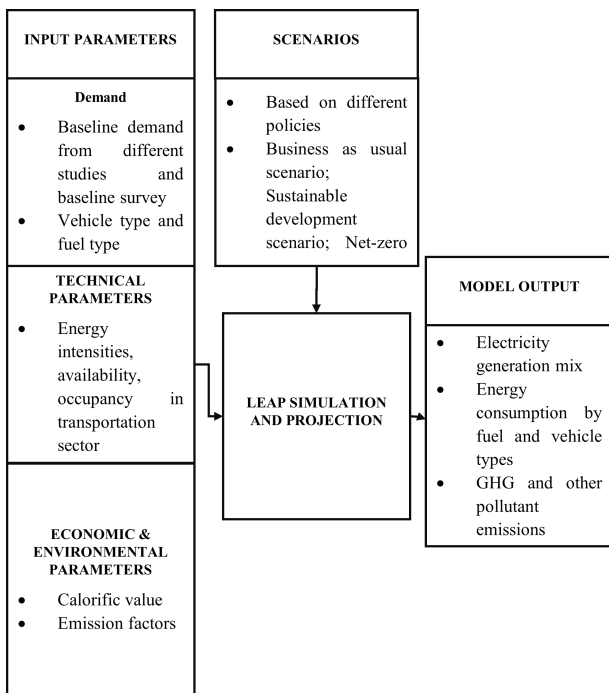 INPUT PARAMETERS
Demand
• Baseline demand
from different
studies and
baseline survey
• Vehicle type and
fuel type
TECHNICAL
PARAMETERS
• Energy
intensities,
availability,
occupancy in
transportation
sector
ECONOMIC &
ENVIRONMENTAL
PARAMETERS
• Calorific value
• Emission factors
SCENARIOS
• Based on different
policies
• Business as usual
scenario;
Sustainable
development
scenario; Net-zero
LEAP SIMULATION
AND PROJECTION
MODEL OUTPUT
• Electricity
generation mix
• Energy
consumption by
fuel and vehicle
types
• GHG and other
pollutant
emissions